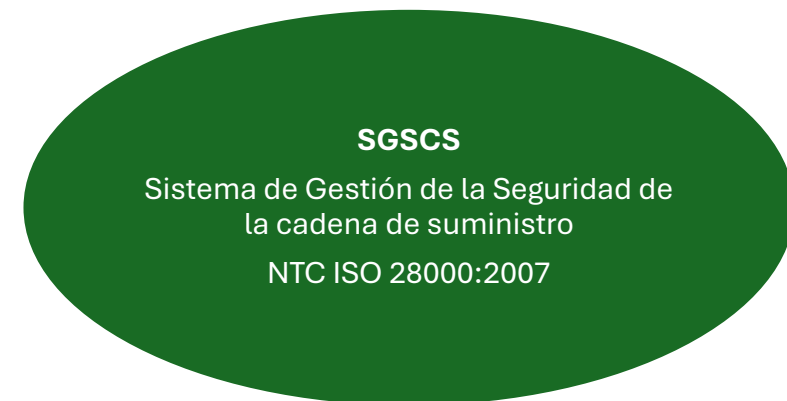 SGSCS
Sistema de Gestión de la Seguridad de
la cadena de suministro
NTC ISO 28000:2007